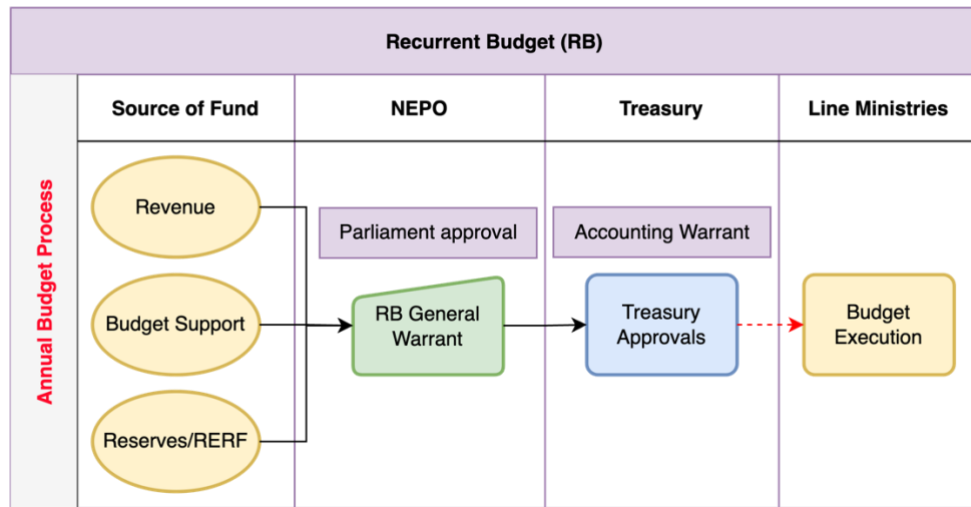 Recurrent Budget (RB)
Annual Budget Process
Source of Fund
NEPO
Treasury
Line Ministries
Revenue
Budget Support
Reserves/RERF
Parliament approval
RB General
Warrant
Accounting Warrant
Treasury
Approvals
Budget
Execution